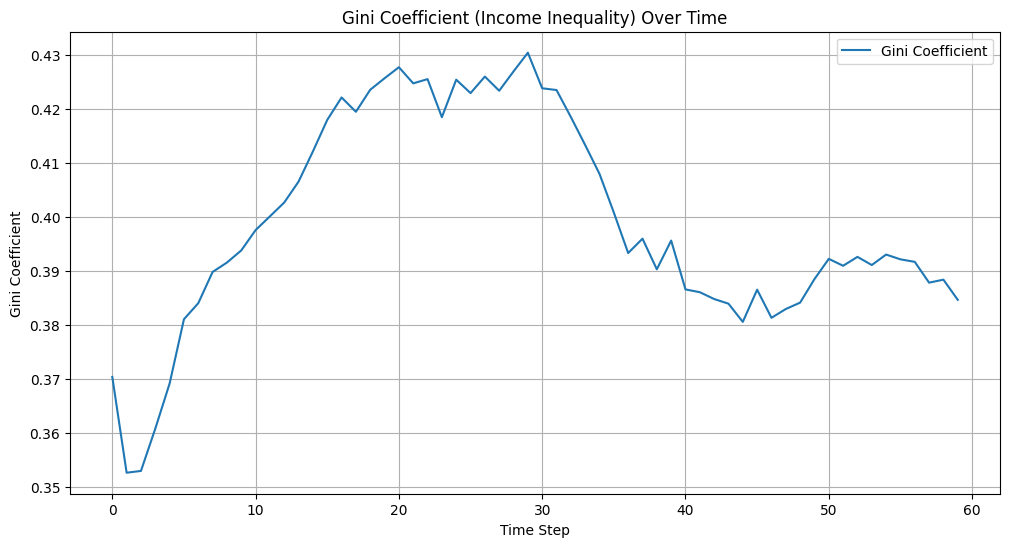 Gini Coefficient (Income Inequality) Over Time
Gini Coefficient
0.43
0.42
0.41
0.40
0.39
0.38
0.37
0.36
0.35
Gini Coefficient
0 10 20 30 40 50 60
Time Step